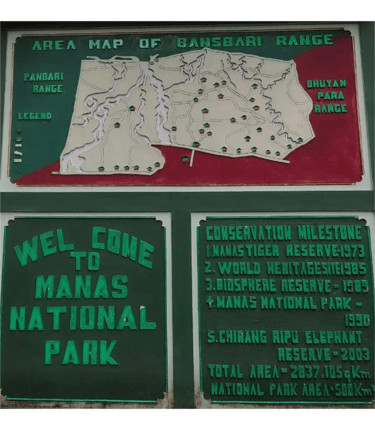 AREA MAP OF BANSBARI RANGE
PANBARI
RANGE
BHUYAN
PARA
RANGE
LEGEND
WEL COME
TO
MANAS
NATIONAL
PARK
CONSERVATION MILESTONE
1.MANAS TIGER RESERVE-1973
2. WORLD HERITAGE SITE 1985
3.BIOSPHERE RESERVE - 1989
4.MANAS NATIONAL PARK -
1990
5.CHIRANG RIPU ELEPHANT
RESERVE - 2003
TOTAL AREA = 2837.10SqKm
NATIONAL PARK AREA-500Km²